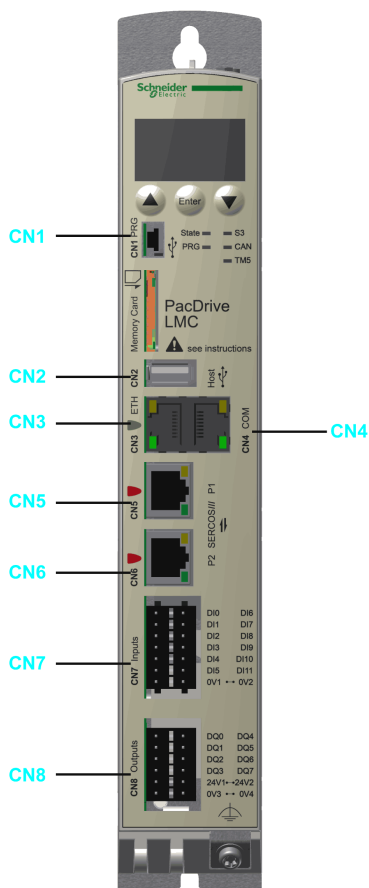 Schneider
Electric
Enter
CN1
CN1 PRG
State
S3
PRG
CAN
TM5
Memory Card
PacDrive
LMC
see instructions
CN2
CN2
Host
CN3
CN3 ETH
CN4 COM
CN4
CN5
CN5
P1
SERCOSIII
CN6
CN6
P2
CN7
CN7 Inputs
DI0 DI6
DI1 DI7
DI2 DI8
DI3 DI9
DI4 DI10
DI5 DI11
0V1 ↔ 0V2
CN8
CN8 Outputs
DQ0 DQ4
DQ1 DQ5
DQ2 DQ6
DQ3 DQ7
24V1↔24V2
0V3 ↔ 0V4